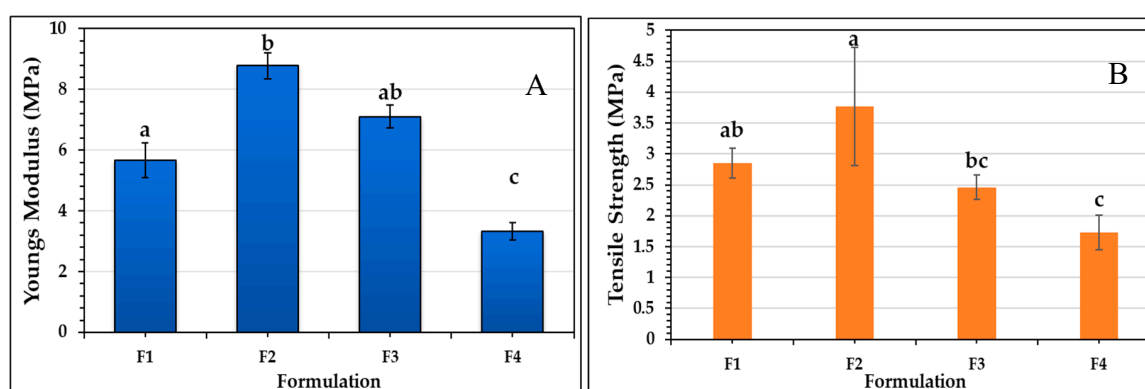 A
Youngs Modulus (MPa)
10
8
6
4
2
0
a
b
ab
c
F1 F2 F3 F4
Formulation
B
Tensile Strength (MPa)
5
4.5
4
3.5
3
2.5
2
1.5
1
0.5
0
ab
a
bc
c
F1 F2 F3 F4
Formulation